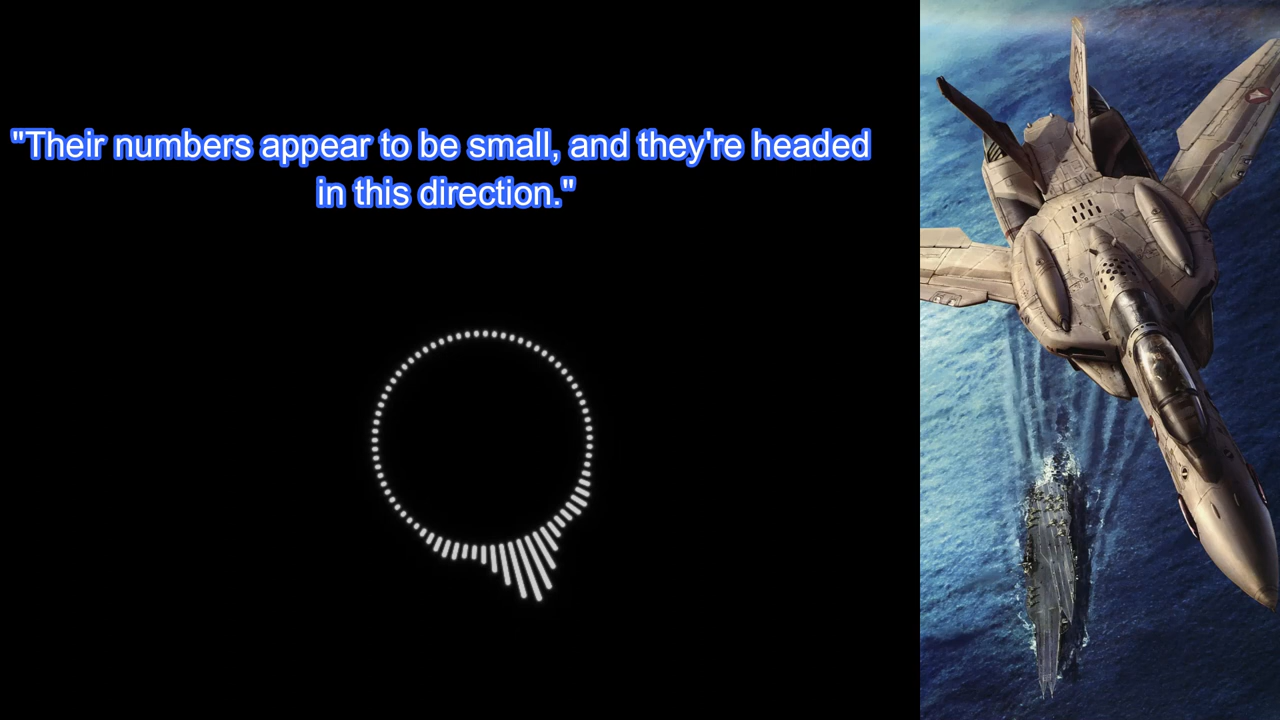 "Their numbers appear to be small, and they're headed
in this direction."